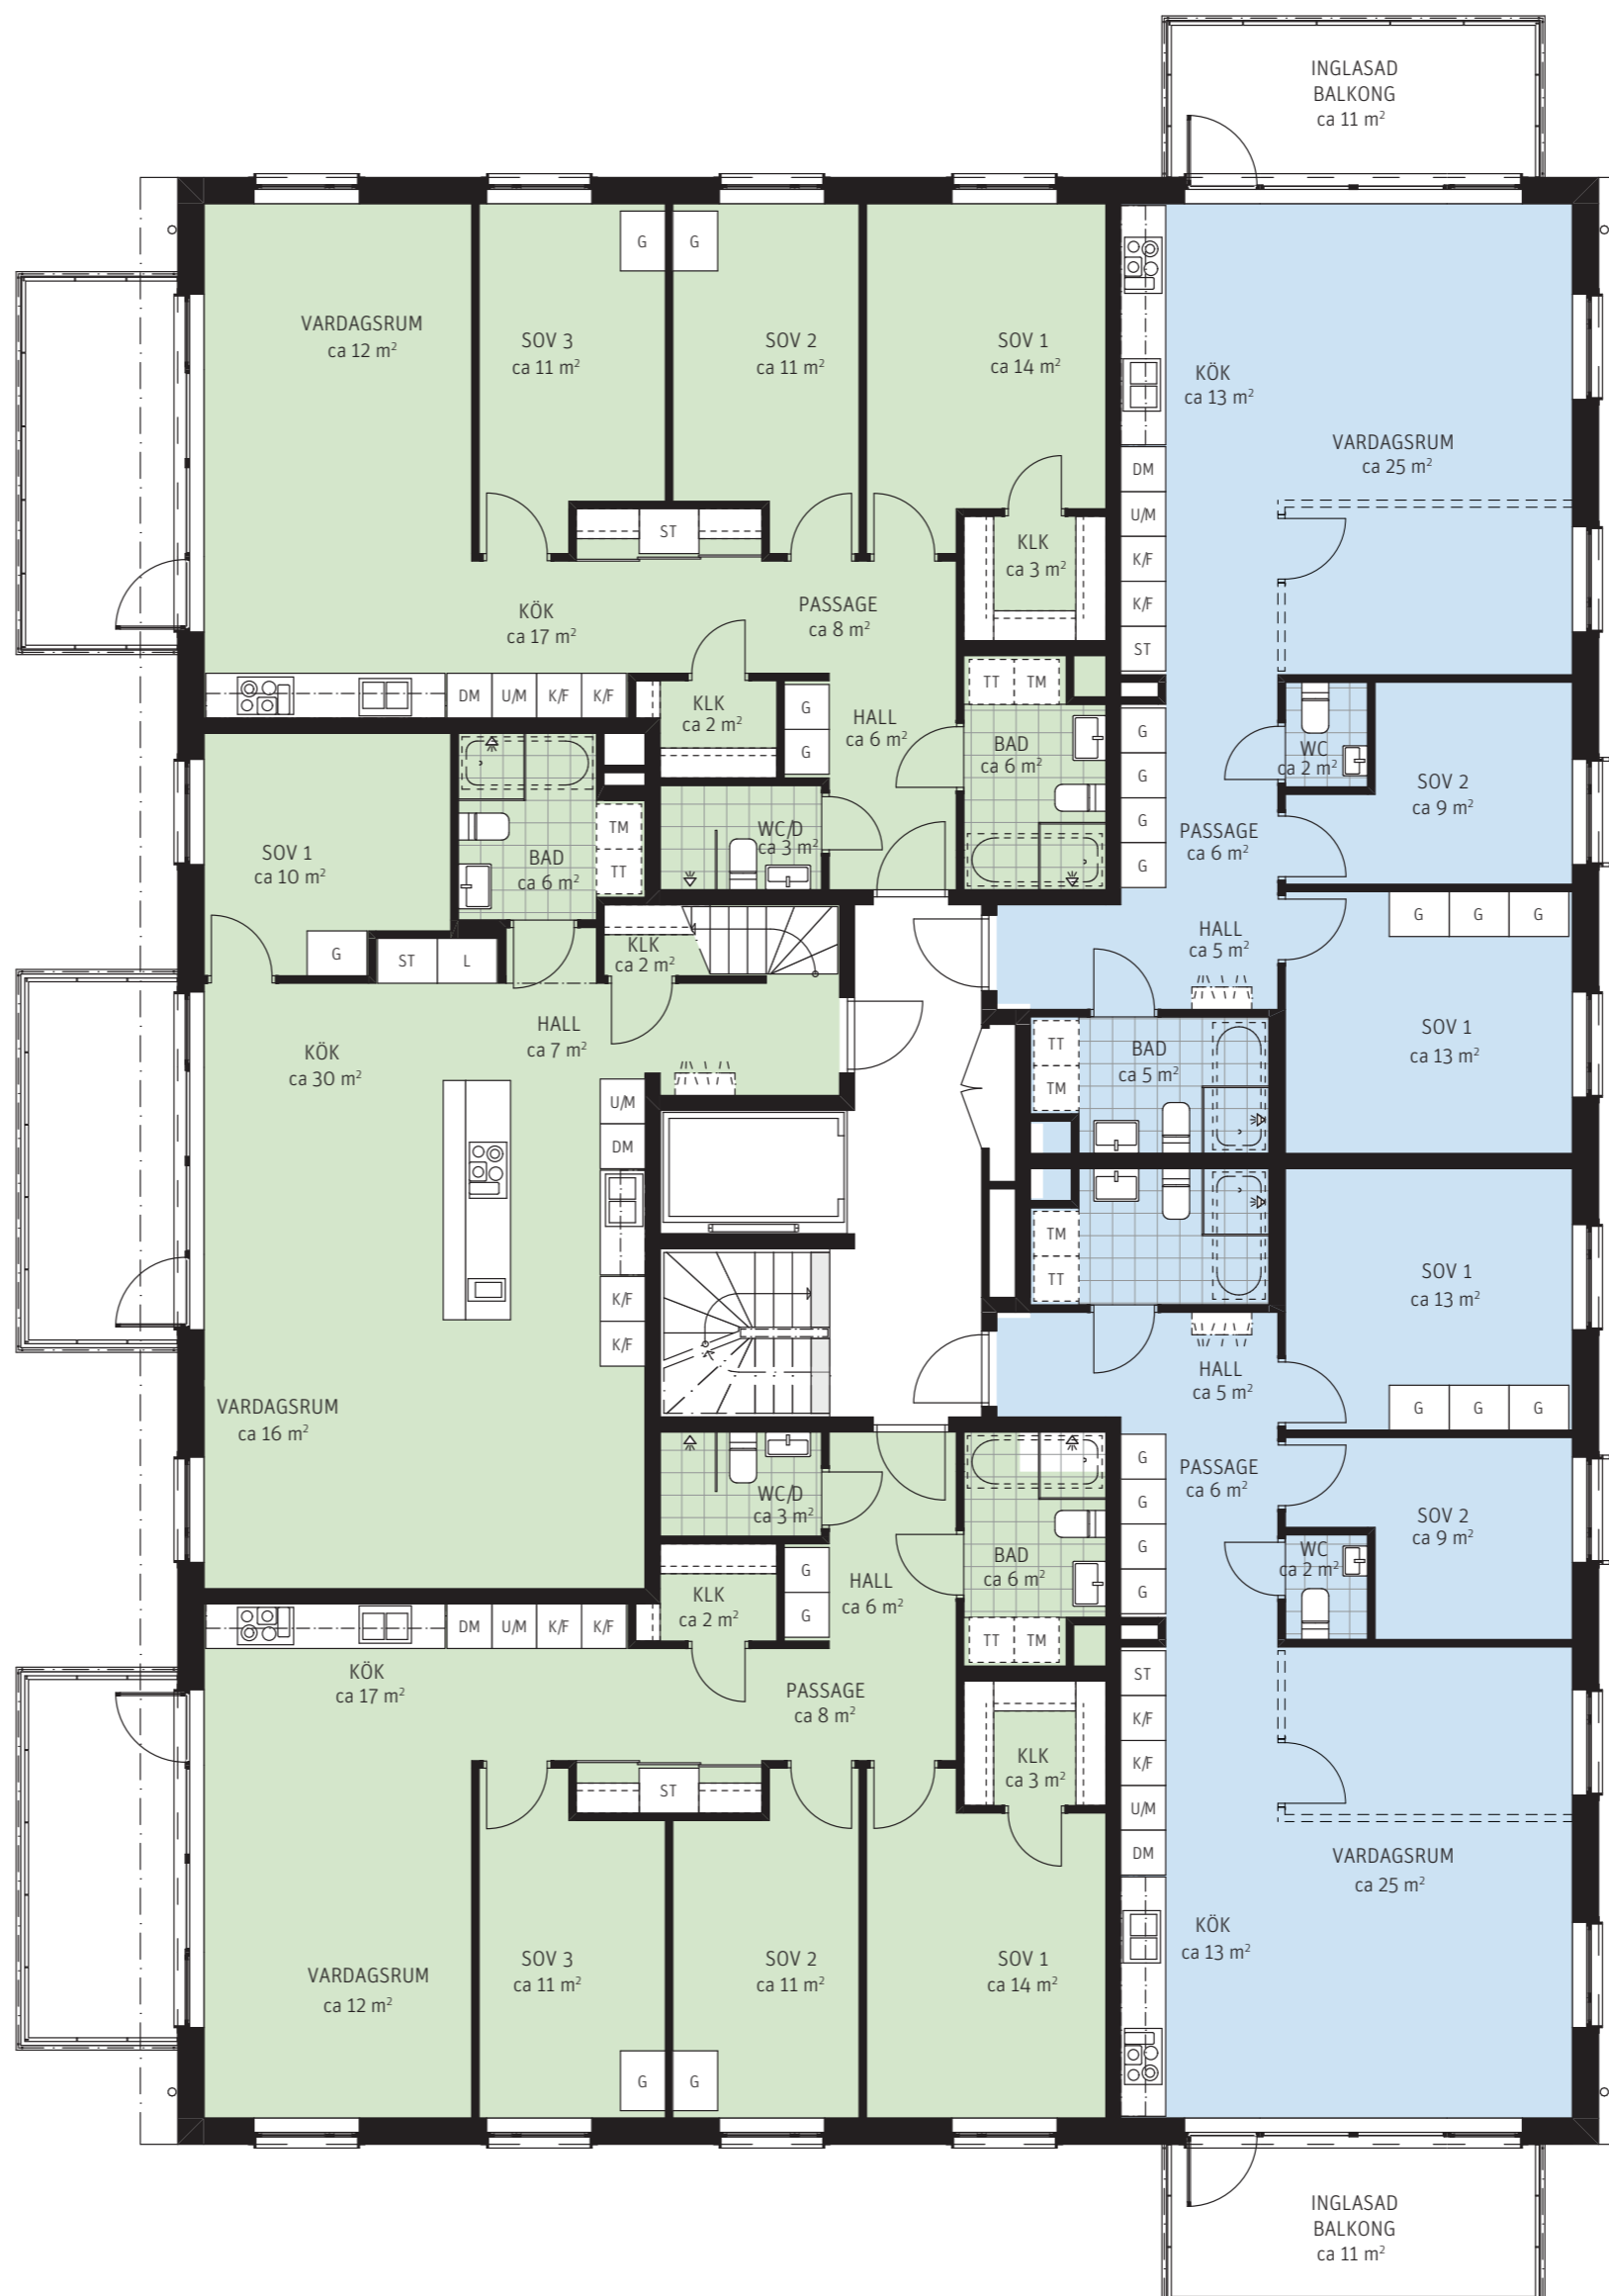 INGLASAD
BALKONG
ca 11 m²
VARDAGSRUM
ca 12 m²
SOV 3
ca 11 m²
G
G
SOV 2
ca 11 m²
SOV 1
ca 14 m²
KÖK
ca 13 m²
VARDAGSRUM
ca 25 m²
DM
U/M
K/F
K/F
ST
ST
KLK
ca 3 m²
KÖK
ca 17 m²
PASSAGE
ca 8 m²
DM
U/M
K/F
K/F
KLK
ca 2 m²
G
G
HALL
ca 6 m²
TT
TM
BAD
ca 6 m²
WC/D
ca 3 m²
G
G
G
G
WC
ca 2 m²
SOV 2
ca 9 m²
PASSAGE
ca 6 m²
SOV 1
ca 10 m²
BAD
ca 6 m²
TM
TT
G
ST
L
KLK
ca 2 m²
HALL
ca 5 m²
G
G
G
SOV 1
ca 13 m²
KÖK
ca 30 m²
HALL
ca 7 m²
TT
TM
BAD
ca 5 m²
U/M
DM
K/F
K/F
TM
TT
SOV 1
ca 13 m²
G
G
G
HALL
ca 5 m²
VARDAGSRUM
ca 16 m²
WC/D
ca 3 m²
G
G
G
G
PASSAGE
ca 6 m²
SOV 2
ca 9 m²
WC
ca 2 m²
BAD
ca 6 m²
TT
TM
G
G
HALL
ca 6 m²
KLK
ca 2 m²
DM
U/M
K/F
K/F
KÖK
ca 17 m²
PASSAGE
ca 8 m²
ST
KLK
ca 3 m²
ST
K/F
K/F
U/M
DM
VARDAGSRUM
ca 25 m²
KÖK
ca 13 m²
VARDAGSRUM
ca 12 m²
SOV 3
ca 11 m²
SOV 2
ca 11 m²
SOV 1
ca 14 m²
G
G
INGLASAD
BALKONG
ca 11 m²